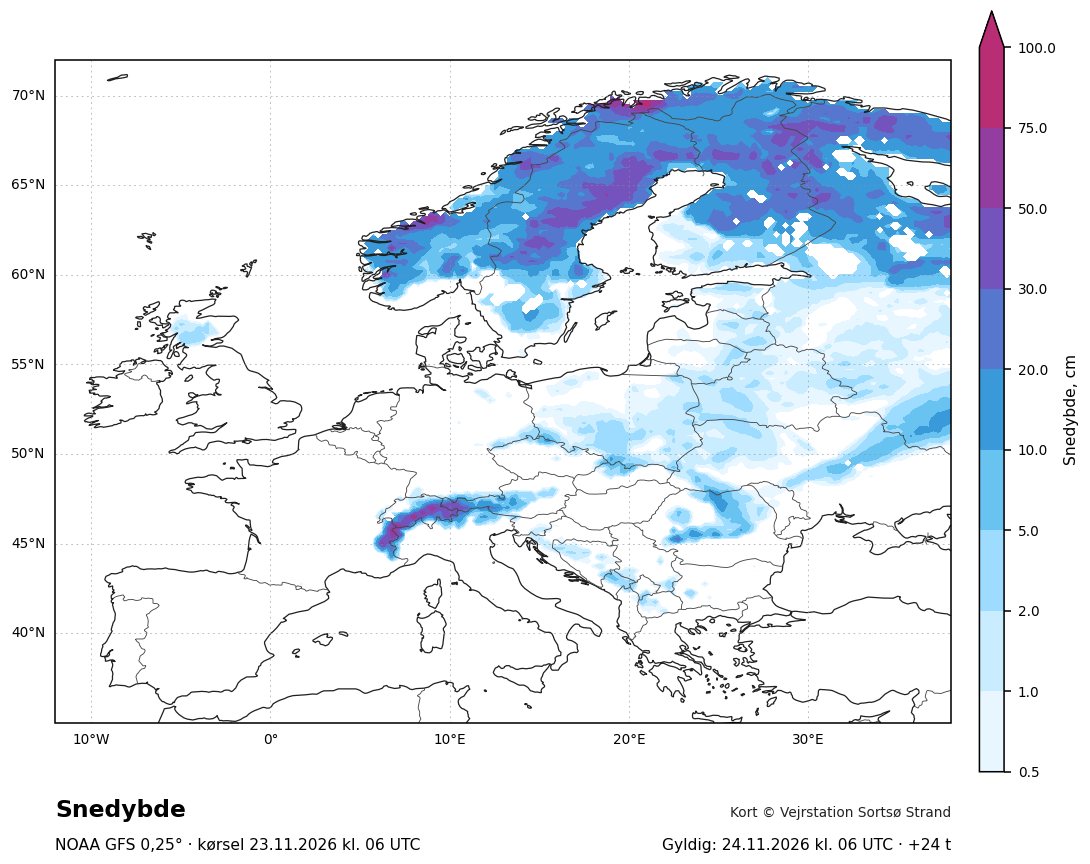 100.0
70°N
75.0
65°N
50.0
60°N
30.0
55°N
20.0
Snedybde, cm
50°N
10.0
45°N
5.0
40°N
2.0
1.0
10°W 0° 10°E 20°E 30°E
0.5
Snedybde
Kort © Vejrstation Sortsø Strand
NOAA GFS 0,25° · kørsel 23.11.2026 kl. 06 UTC
Gyldig: 24.11.2026 kl. 06 UTC · +24 t